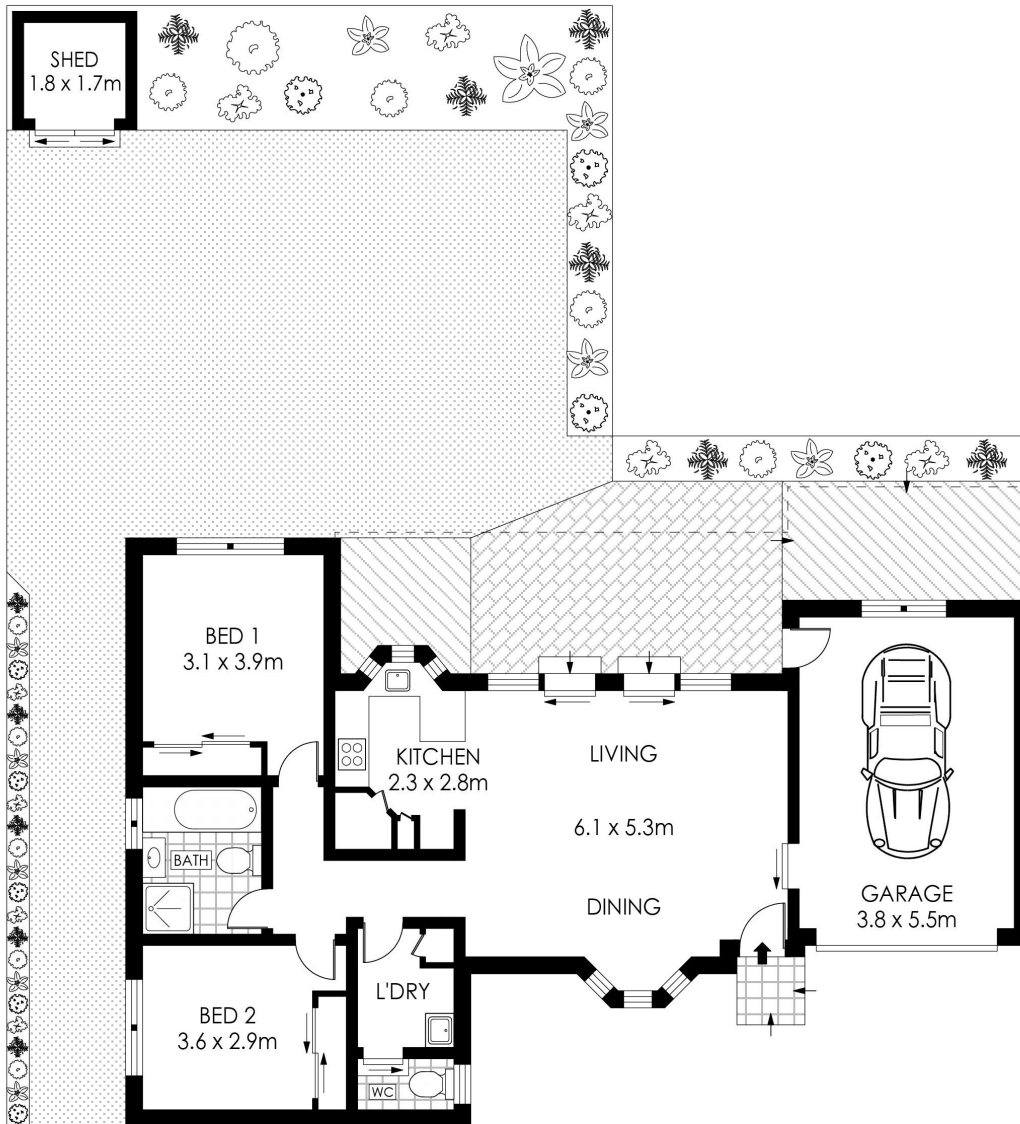 SHED
1.8 x 1.7m
BED 1
3.1 x 3.9m
KITCHEN
2.3 x 2.8m
LIVING
6.1 x 5.3m
DINING
GARAGE
3.8 x 5.5m
BATH
L'DRY
BED 2
3.6 x 2.9m
WC